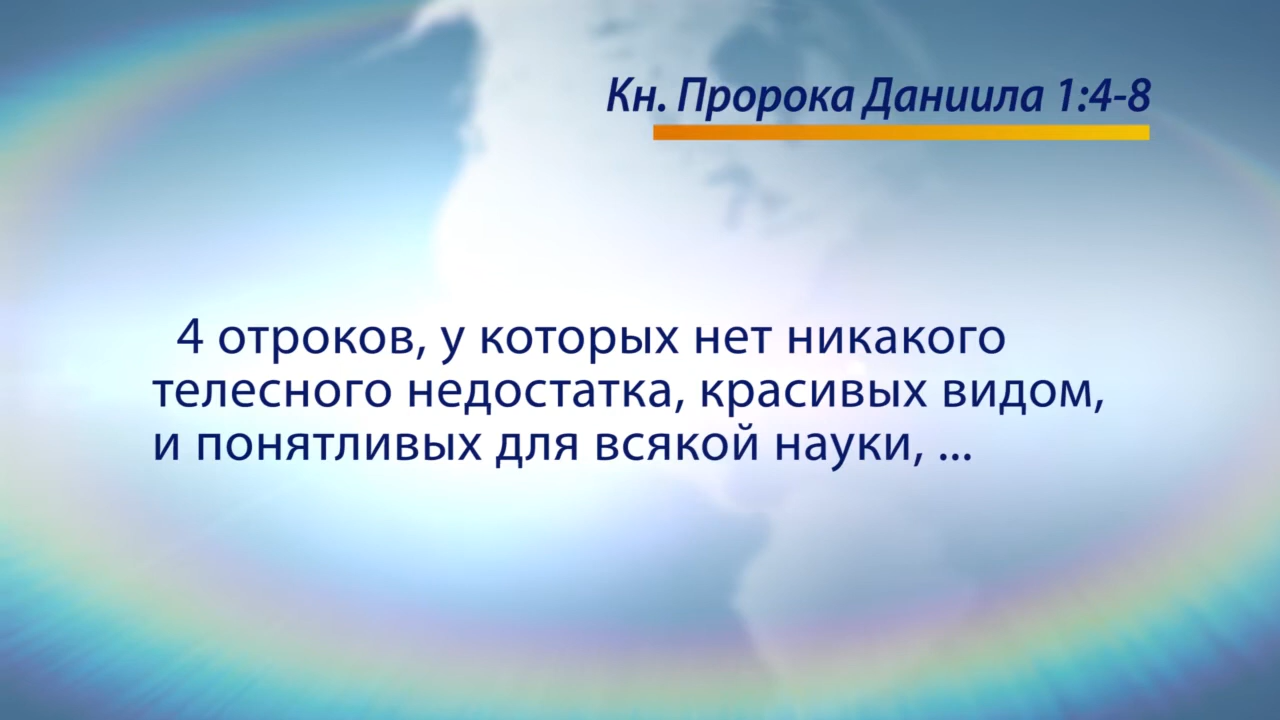 Кн. Пророка Даниила 1:4-8
4 отроков, у которых нет никакого
телесного недостатка, красивых видом,
и понятливых для всякой науки, ...